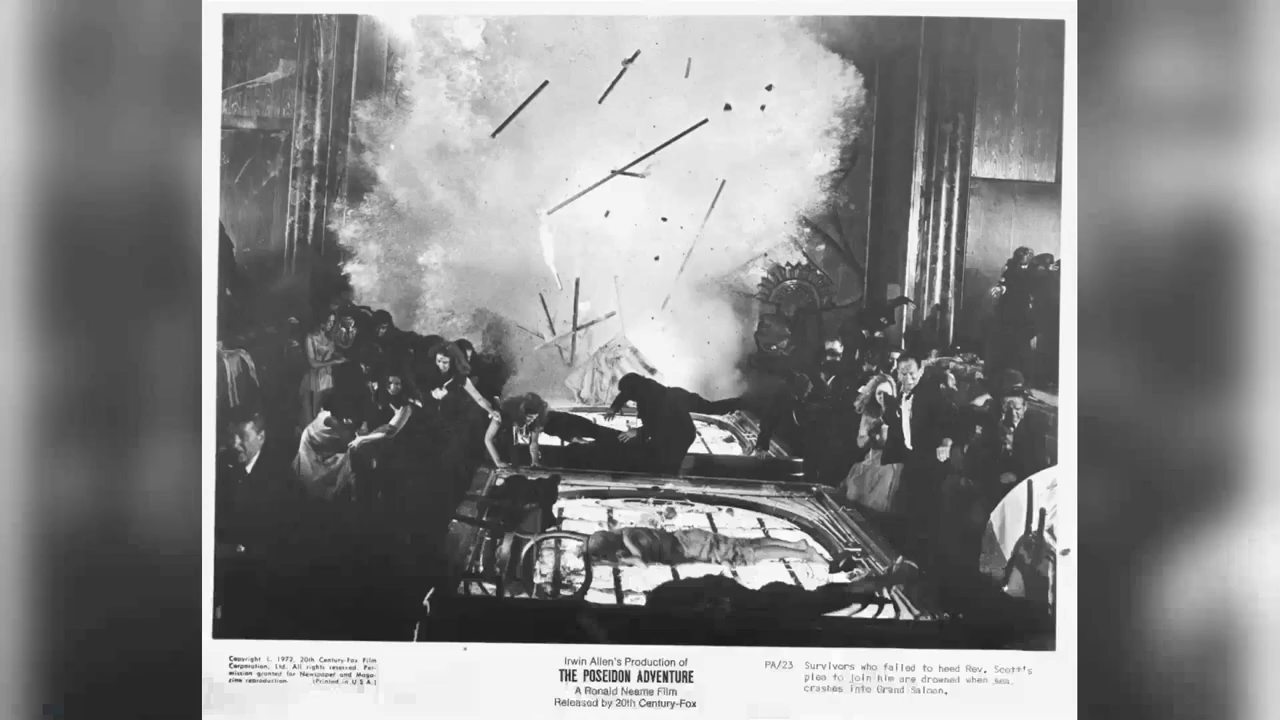 Copyright ©, 1972, 20th Century-Fox Film
Corporation, Ltd. All rights reserved. Per-
mission granted for Newspaper and Maga-
zine reproduction. (Printed in U.S.A.)
Irwin Allen's Production of
THE POSEIDON ADVENTURE
A Ronald Neame Film
Released by 20th Century-Fox
PA/23 Survivors who failed to heed Rev. Scott's
plea to join him are drowned when sea
crashes into Grand Saloon.